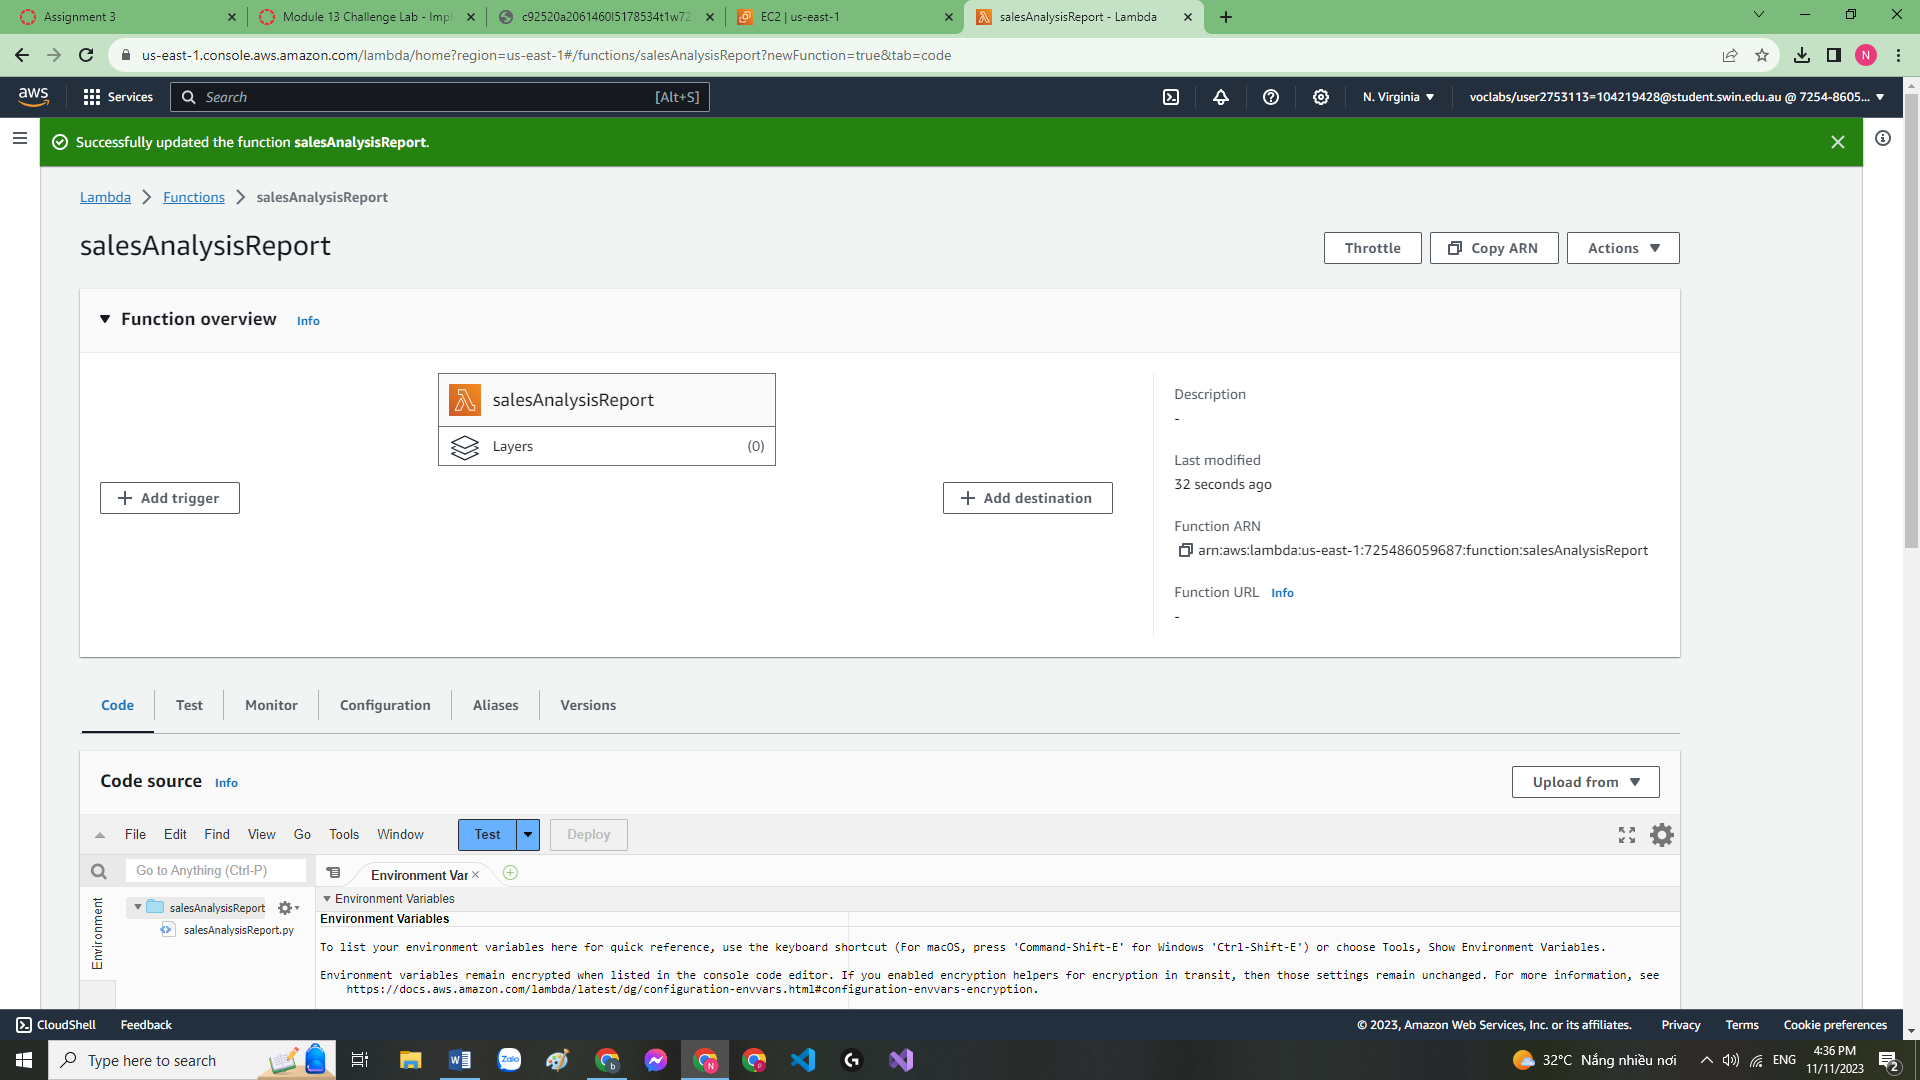 Assignment 3
Module 13 Challenge Lab - Impl
c92520a2061460l5178534t1w72
EC2 | us-east-1
salesAnalysisReport - Lambda
us-east-1.console.aws.amazon.com/lambda/home?region=us-east-1#/functions/salesAnalysisReport?newFunction=true&tab=code
N
aws
Services
Search
[Alt+S]
N. Virginia
voclabs/user2753113=104219428@student.swin.edu.au @ 7254-8605...
Successfully updated the function salesAnalysisReport.
Lambda
Functions
salesAnalysisReport
salesAnalysisReport
Throttle
Copy ARN
Actions
Function overview
Info
salesAnalysisReport
Layers
(0)
Add trigger
Add destination
Description
-
Last modified
32 seconds ago
Function ARN
arn:aws:lambda:us-east-1:725486059687:function:salesAnalysisReport
Function URL
Info
-
Code
Test
Monitor
Configuration
Aliases
Versions
Code source
Info
Upload from
File
Edit
Find
View
Go
Tools
Window
Test
Deploy
Go to Anything (Ctrl-P)
Environment Var
Environment
salesAnalysisReport
salesAnalysisReport.py
Environment Variables
Environment Variables
To list your environment variables here for quick reference, use the keyboard shortcut (For macOS, press 'Command-Shift-E' for Windows 'Ctrl-Shift-E') or choose Tools, Show Environment Variables.
Environment variables remain encrypted when listed in the console code editor. If you enabled encryption helpers for encryption in transit, then those settings remain unchanged. For more information, see
https://docs.aws.amazon.com/lambda/latest/dg/configuration-envvars.html#configuration-envvars-encryption.
CloudShell
Feedback
© 2023, Amazon Web Services, Inc. or its affiliates.
Privacy
Terms
Cookie preferences
Type here to search
Zalo
32°C Nắng nhiều nơi
ENG
4:36 PM
11/11/2023
2